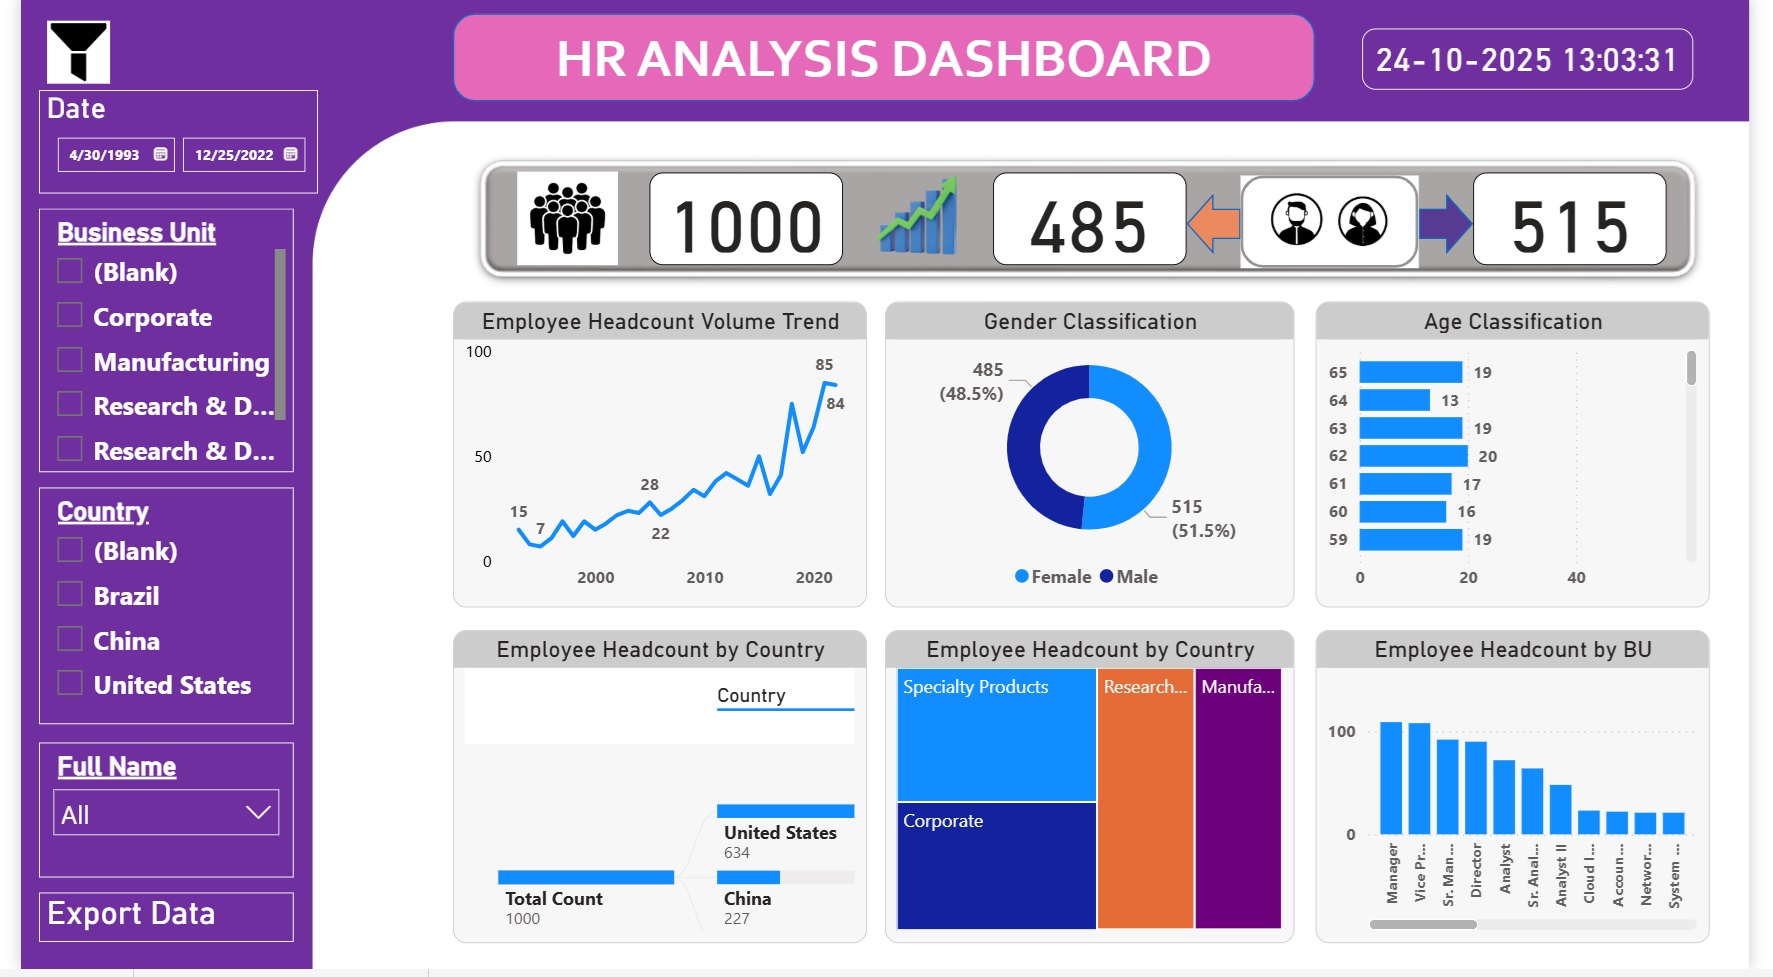 HR ANALYSIS DASHBOARD
24-10-2025 13:03:31
Date
4/30/1993
12/25/2022
Business Unit
(Blank)
Corporate
Manufacturing
Research & D...
Research & D...
Country
(Blank)
Brazil
China
United States
Full Name
All
Export Data
1000
485
515
Employee Headcount Volume Trend
100
50
0
15
7
28
22
85
84
2000
2010
2020
Gender Classification
485
(48.5%)
515
(51.5%)
Female
Male
Age Classification
65 19
64 13
63 19
62 20
61 17
60 16
59 19
0 20 40
Employee Headcount by Country
Country
United States
634
Total Count
1000
China
227
Employee Headcount by Country
Specialty Products
Corporate
Research...
Manufa...
Employee Headcount by BU
100
0
Manager
Vice Pr...
Sr. Man...
Director
Analyst
Sr. Anal...
Analyst II
Cloud I...
Accoun...
Networ...
System ...